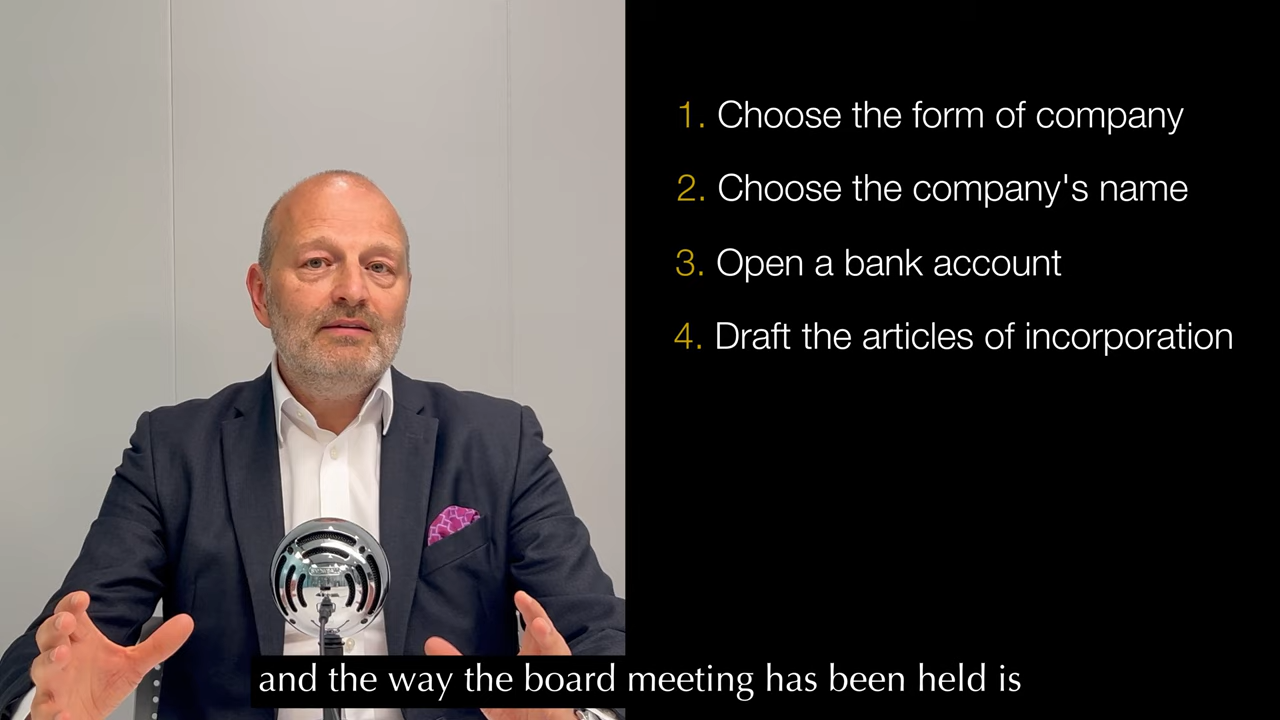 1. Choose the form of company
2. Choose the company's name
3. Open a bank account
4. Draft the articles of incorporation
and the way the board meeting has been held is